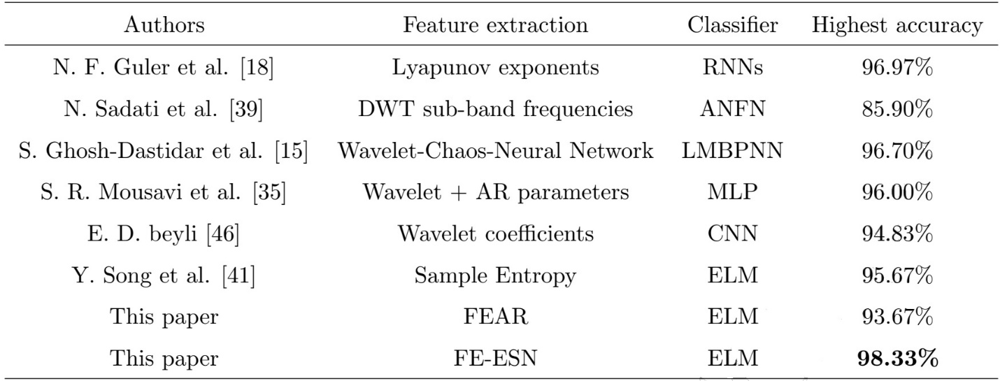 Authors Feature extraction Classifier Highest accuracy
N. F. Guler et al. [18] Lyapunov exponents RNNs 96.97%
N. Sadati et al. [39] DWT sub-band frequencies ANFN 85.90%
S. Ghosh-Dastidar et al. [15] Wavelet-Chaos-Neural Network LMBPNN 96.70%
S. R. Mousavi et al. [35] Wavelet + AR parameters MLP 96.00%
E. D. beyli [46] Wavelet coefficients CNN 94.83%
Y. Song et al. [41] Sample Entropy ELM 95.67%
This paper FEAR ELM 93.67%
This paper FE-ESN ELM 98.33%